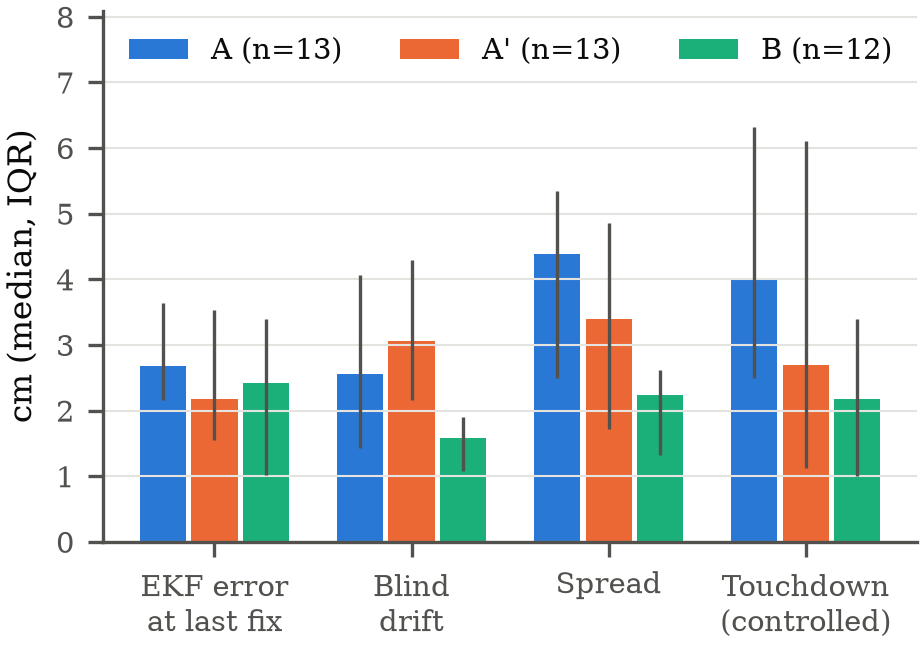 8
7
6
5
4
3
2
1
0
cm (median, IQR)
A (n=13)
A' (n=13)
B (n=12)
EKF error
at last fix
Blind
drift
Spread
Touchdown
(controlled)